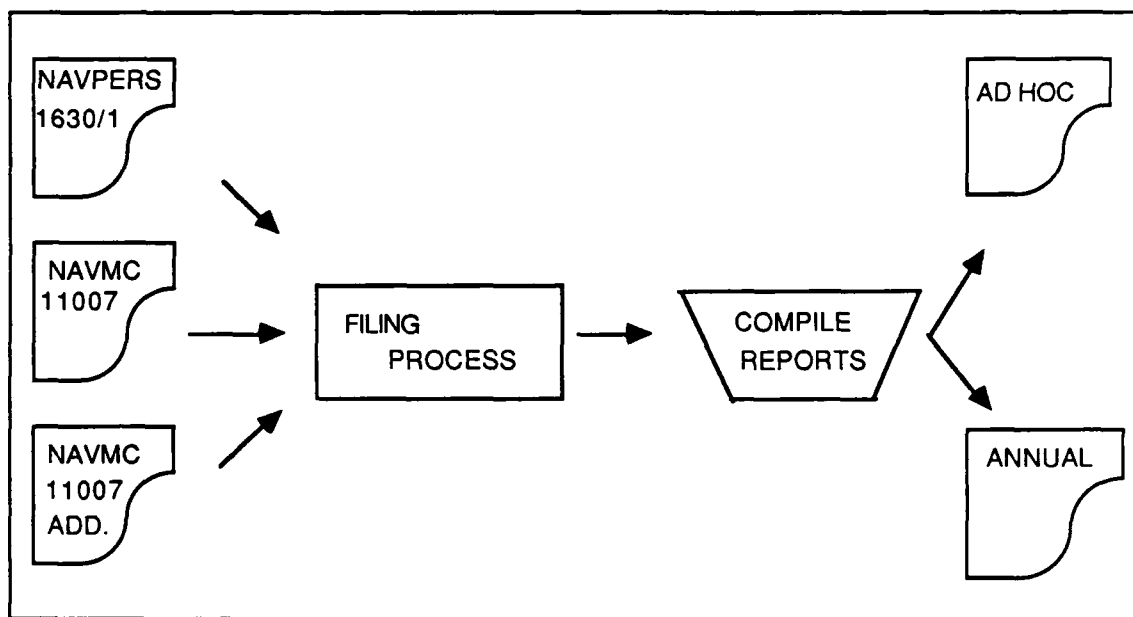 NAVPERS
1630/1
NAVMC
11007
NAVMC
11007
ADD.
FILING
PROCESS
COMPILE
REPORTS
AD HOC
ANNUAL